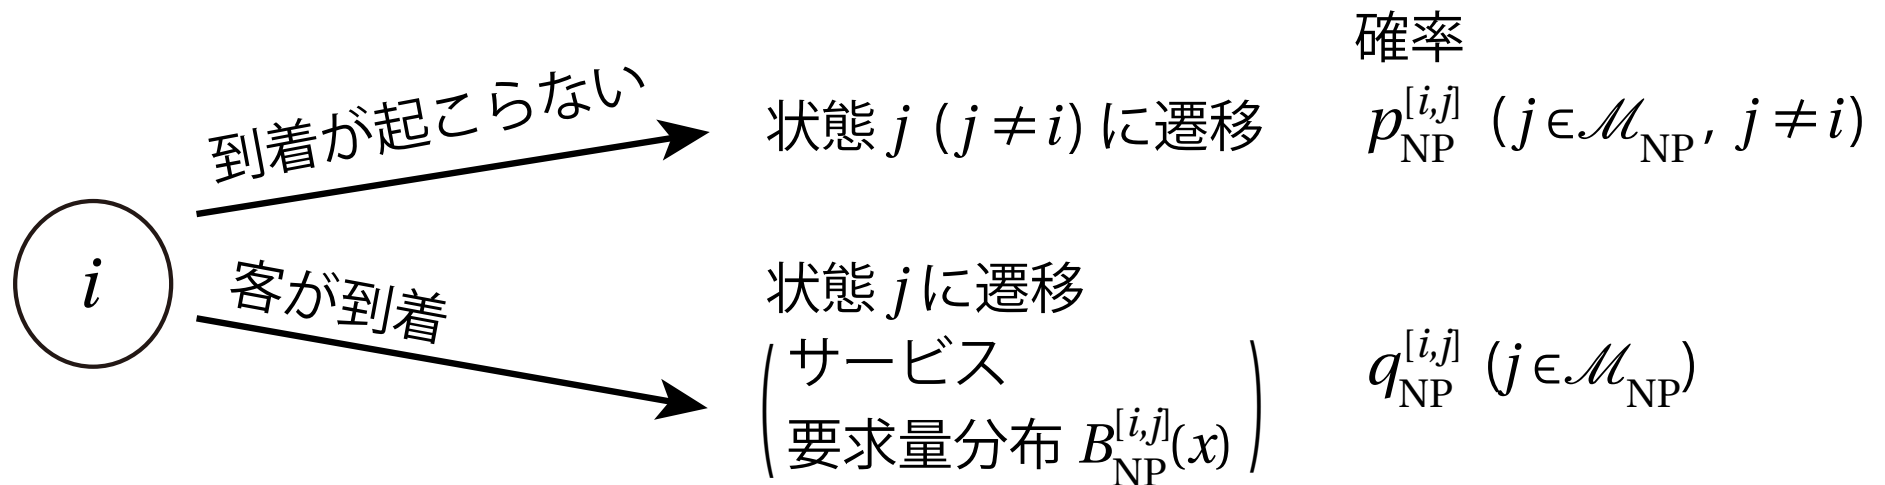 確率
到着が起こらない
状態 j (j ≠ i) に遷移
p_NP^[i,j] (j ∈ ℳ_NP, j ≠ i)
i
客が到着
状態 j に遷移
(サービス
要求量分布 B_NP^[i,j](x))
q_NP^[i,j] (j ∈ ℳ_NP)